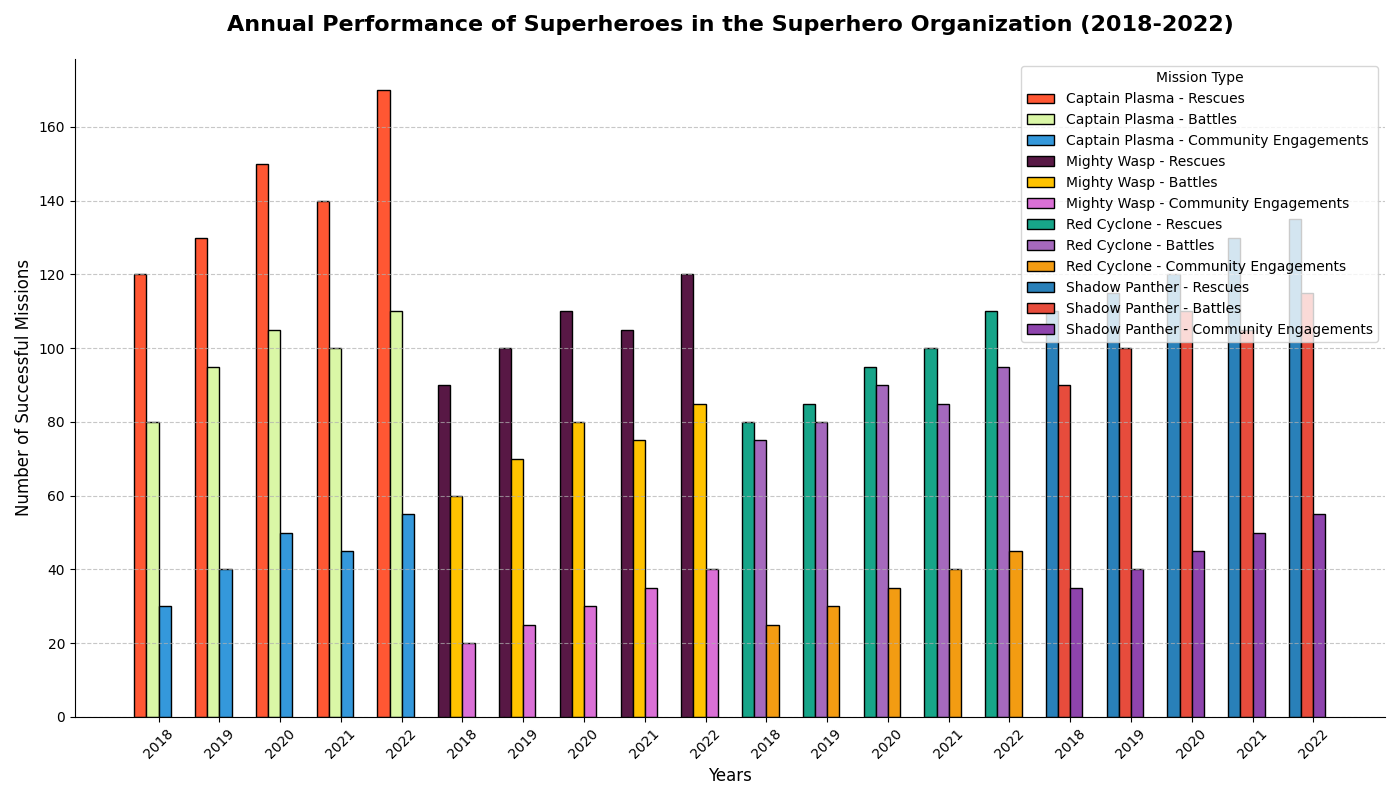 Annual Performance of Superheroes in the Superhero Organization (2018-2022)
Mission Type
Captain Plasma - Rescues
Captain Plasma - Battles
Captain Plasma - Community Engagements
Mighty Wasp - Rescues
Mighty Wasp - Battles
Mighty Wasp - Community Engagements
Red Cyclone - Rescues
Red Cyclone - Battles
Red Cyclone - Community Engagements
Shadow Panther - Rescues
Shadow Panther - Battles
Shadow Panther - Community Engagements
Number of Successful Missions
160
140
120
100
80
60
40
20
0
2018 2019 2020 2021 2022 2018 2019 2020 2021 2022 2018 2019 2020 2021 2022 2018 2019 2020 2021 2022
Years